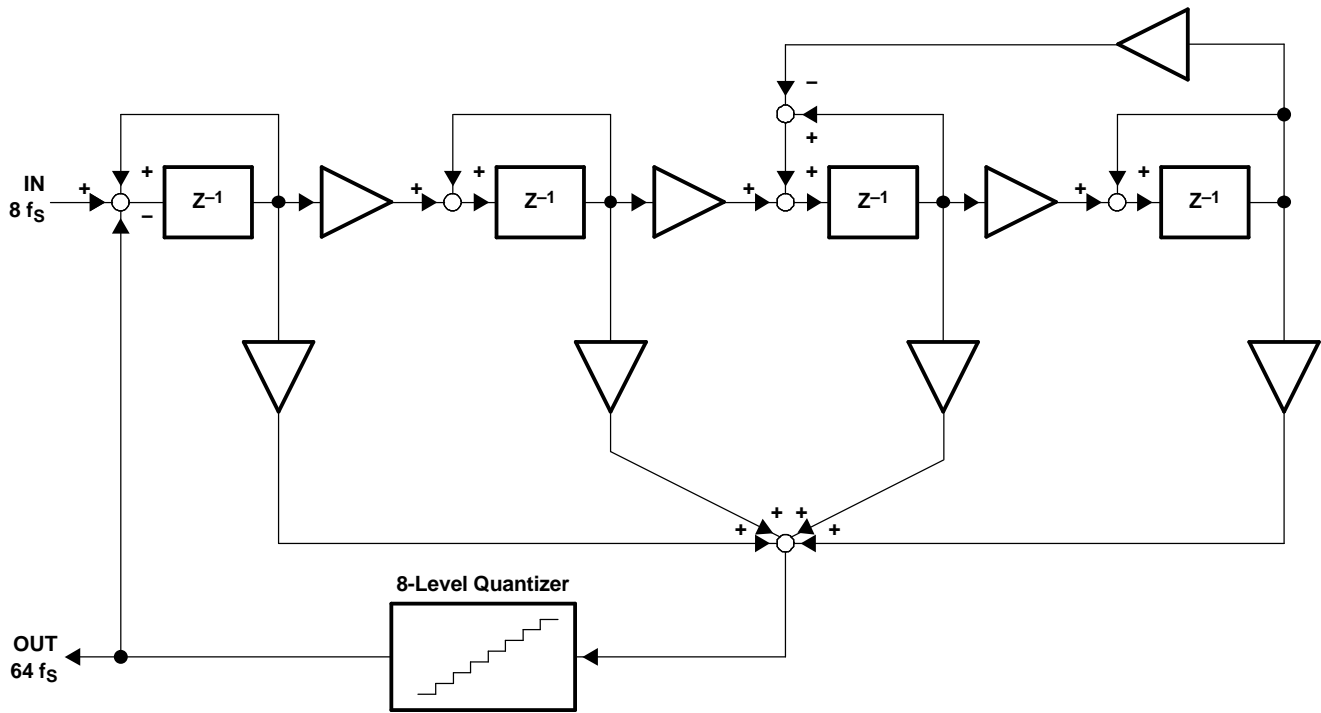 –
+
+ + + + + +
IN + Z–1 + Z–1 + + Z–1 + Z–1
8 fS –
+ +
+ +
8-Level Quantizer
OUT
64 fS